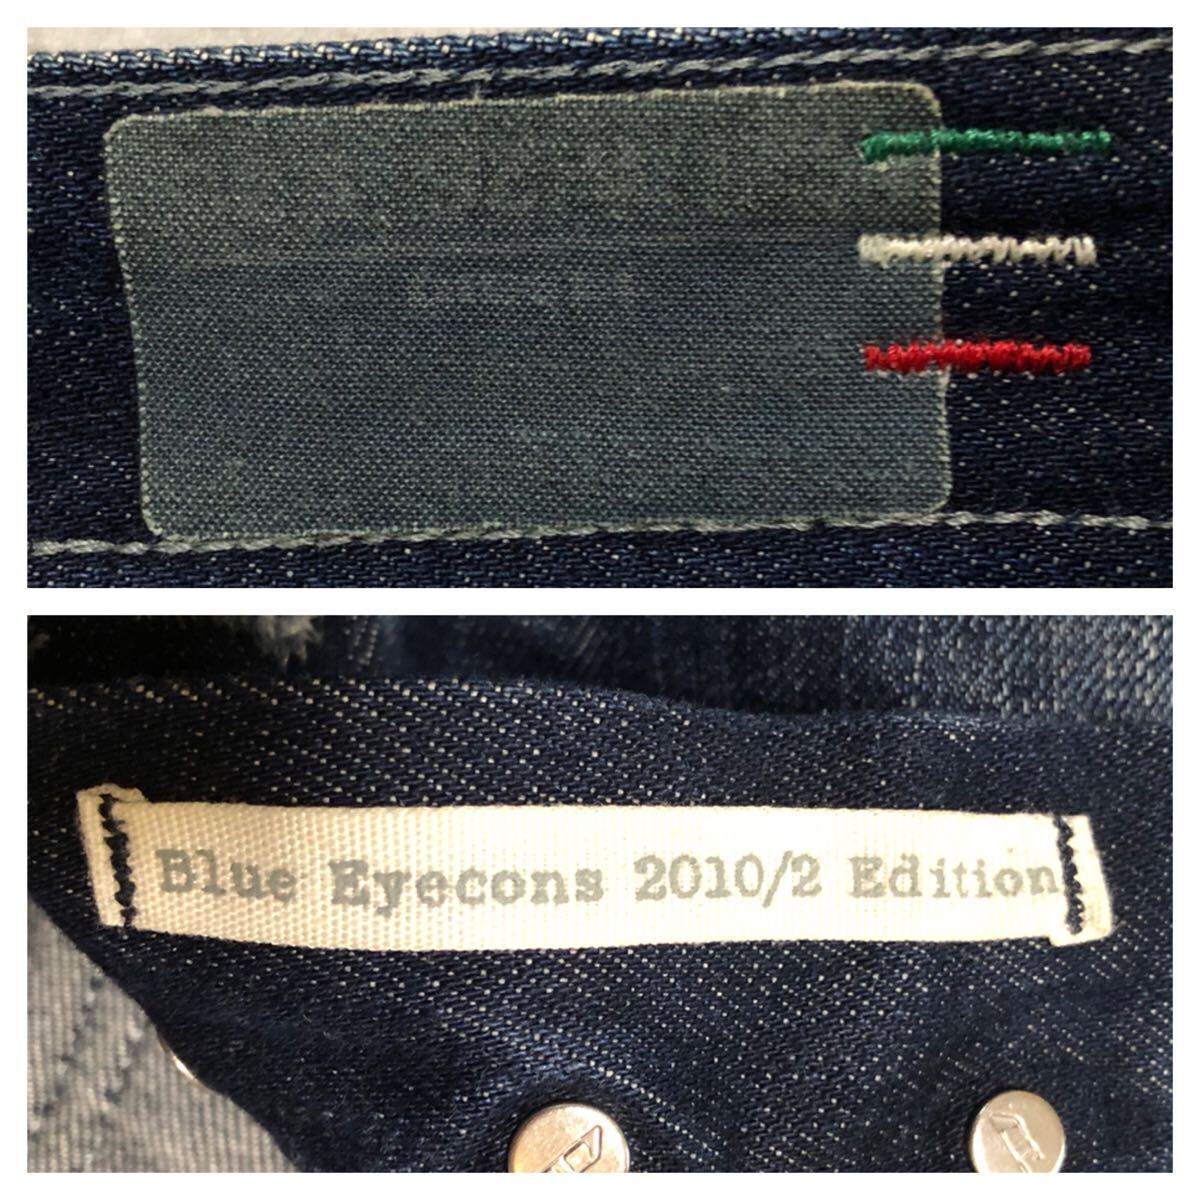 Blue Eyecons 2010/2 Edition